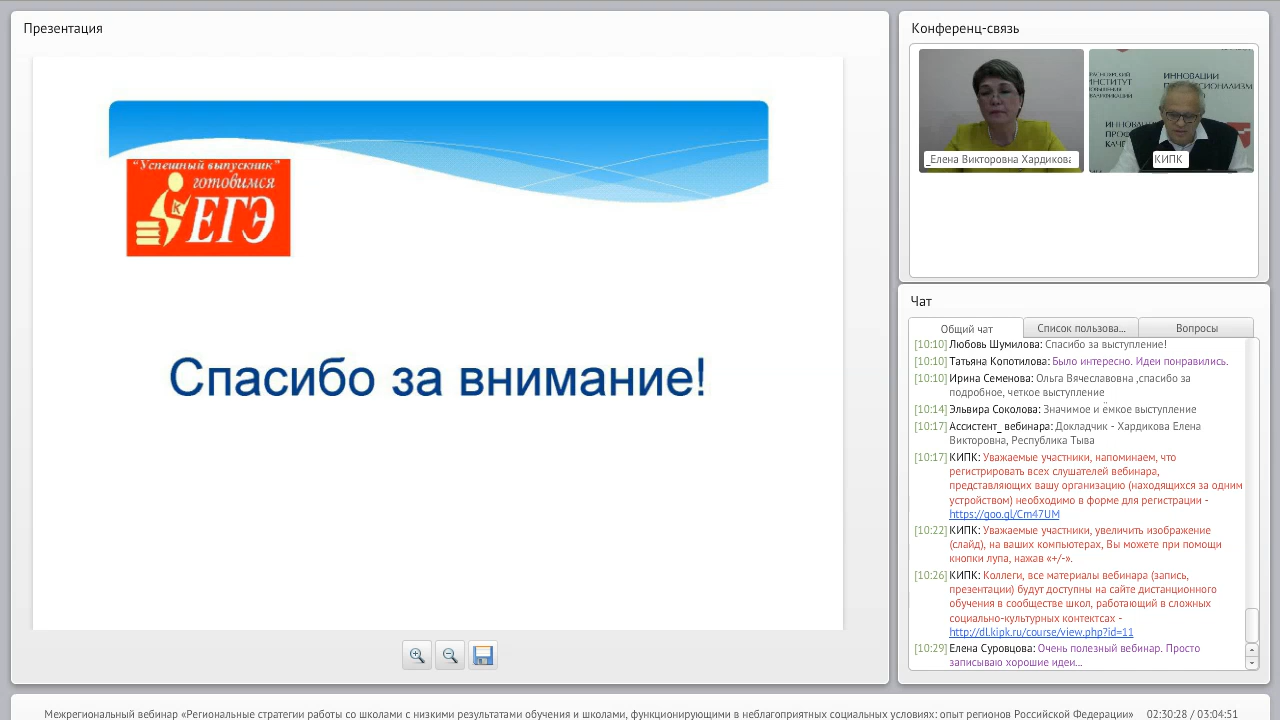 Презентация
"Успешный выпускник"
готовимся
К
ЕГЭ
Спасибо за внимание!
Конференц-связь
ИННОВАЦИИ
ИНСТИТУТ
_Елена Викторовна Хардикова
КИПК
Чат
Общий чат
Список пользова...
Вопросы
[10:10] Любовь Шумилова: Спасибо за выступление!
[10:10] Татьяна Копотилова: Было интересно. Идеи понравились.
[10:10] Ирина Семенова: Ольга Вячеславовна ,спасибо за
подробное, четкое выступление
[10:14] Эльвира Соколова: Значимое и ёмкое выступление
[10:17] Ассистент_ вебинара: Докладчик - Хардикова Елена
Викторовна, Республика Тыва
[10:17] КИПК: Уважаемые участники, напоминаем, что
регистрировать всех слушателей вебинара,
представляющих вашу организацию (находящихся за одним
устройством) необходимо в форме для регистрации -
https://goo.gl/Cm47UM
[10:22] КИПК: Уважаемые участники, увеличить изображение
(слайд), на ваших компьютерах, Вы можете при помощи
кнопки лупа, нажав «+/-».
[10:26] КИПК: Коллеги, все материалы вебинара (запись,
презентации) будут доступны на сайте дистанционного
обучения в сообществе школ, работающий в сложных
социально-культурных контектсах -
http://dl.kipk.ru/course/view.php?id=11
[10:29] Елена Суровцова: Очень полезный вебинар. Просто
записываю хорошие идеи...
Межрегиональный вебинар «Региональные стратегии работы со школами с низкими результатами обучения и школами, функционирующими в неблагоприятных социальных условиях: опыт регионов Российской Федерации» 02:30:28 / 03:04:51